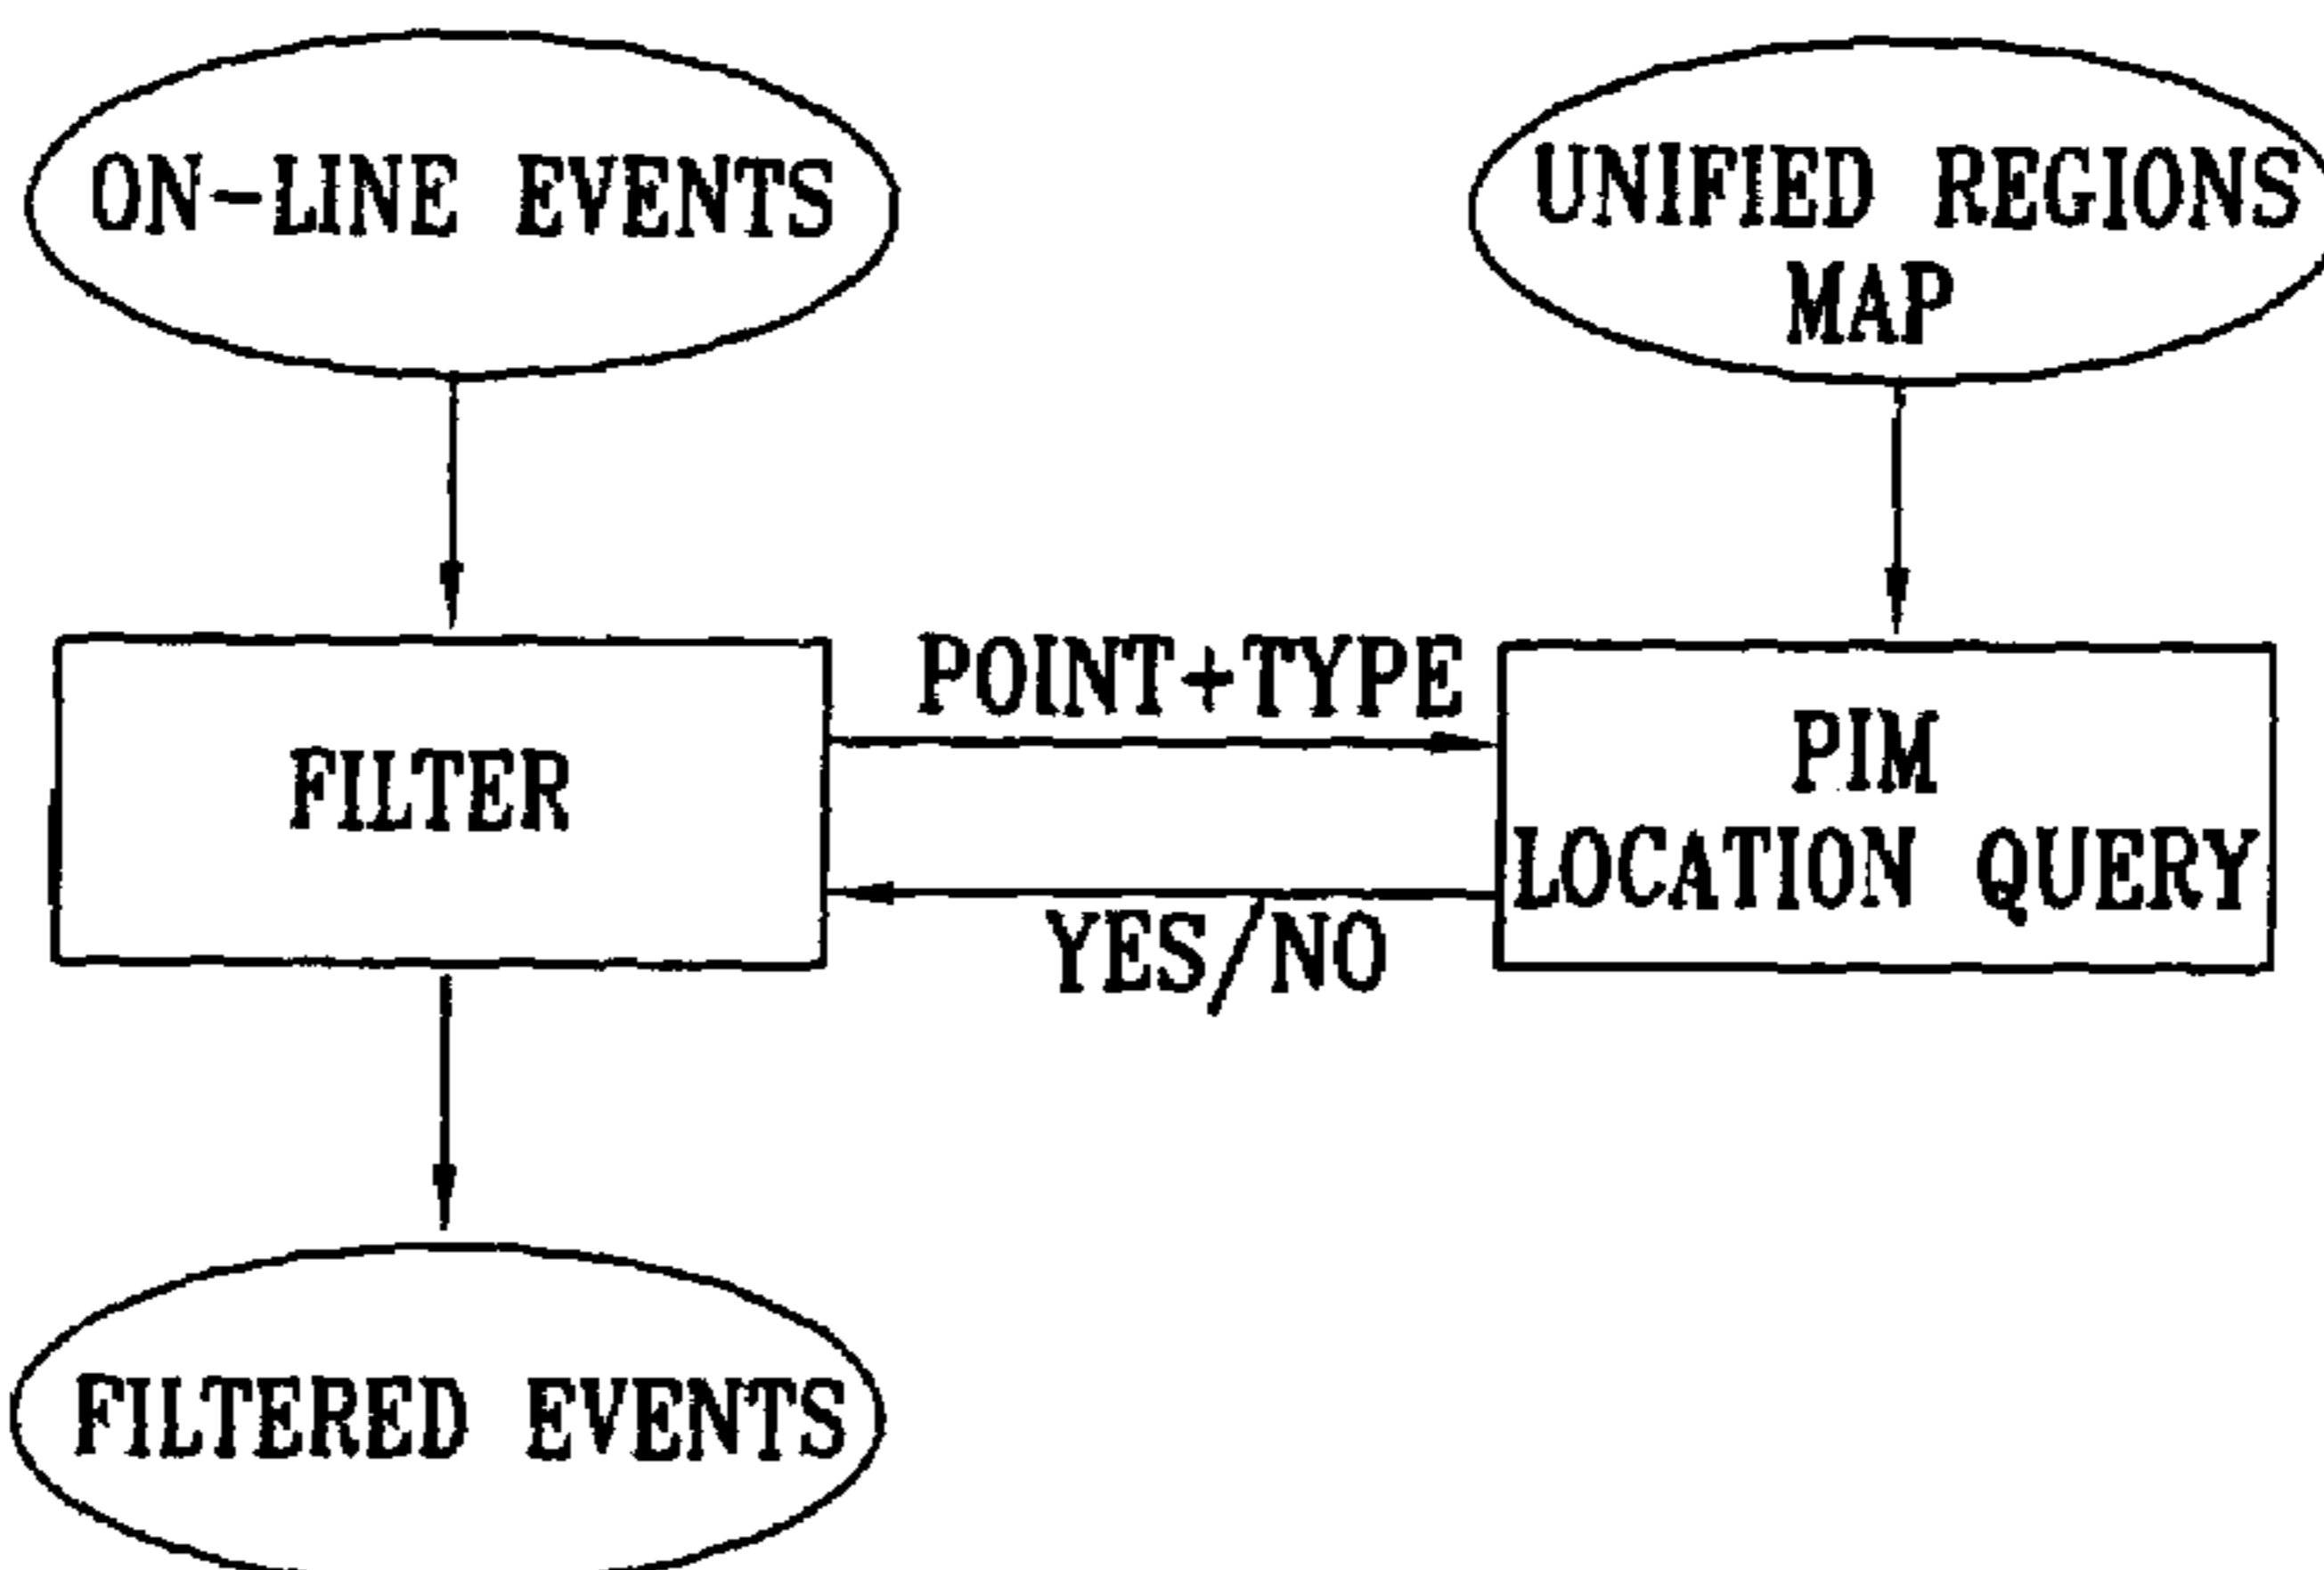 ON-LINE EVENTS
UNIFIED REGIONS
MAP
FILTER
POINT+TYPE
YES/NO
PIM
LOCATION QUERY
FILTERED EVENTS